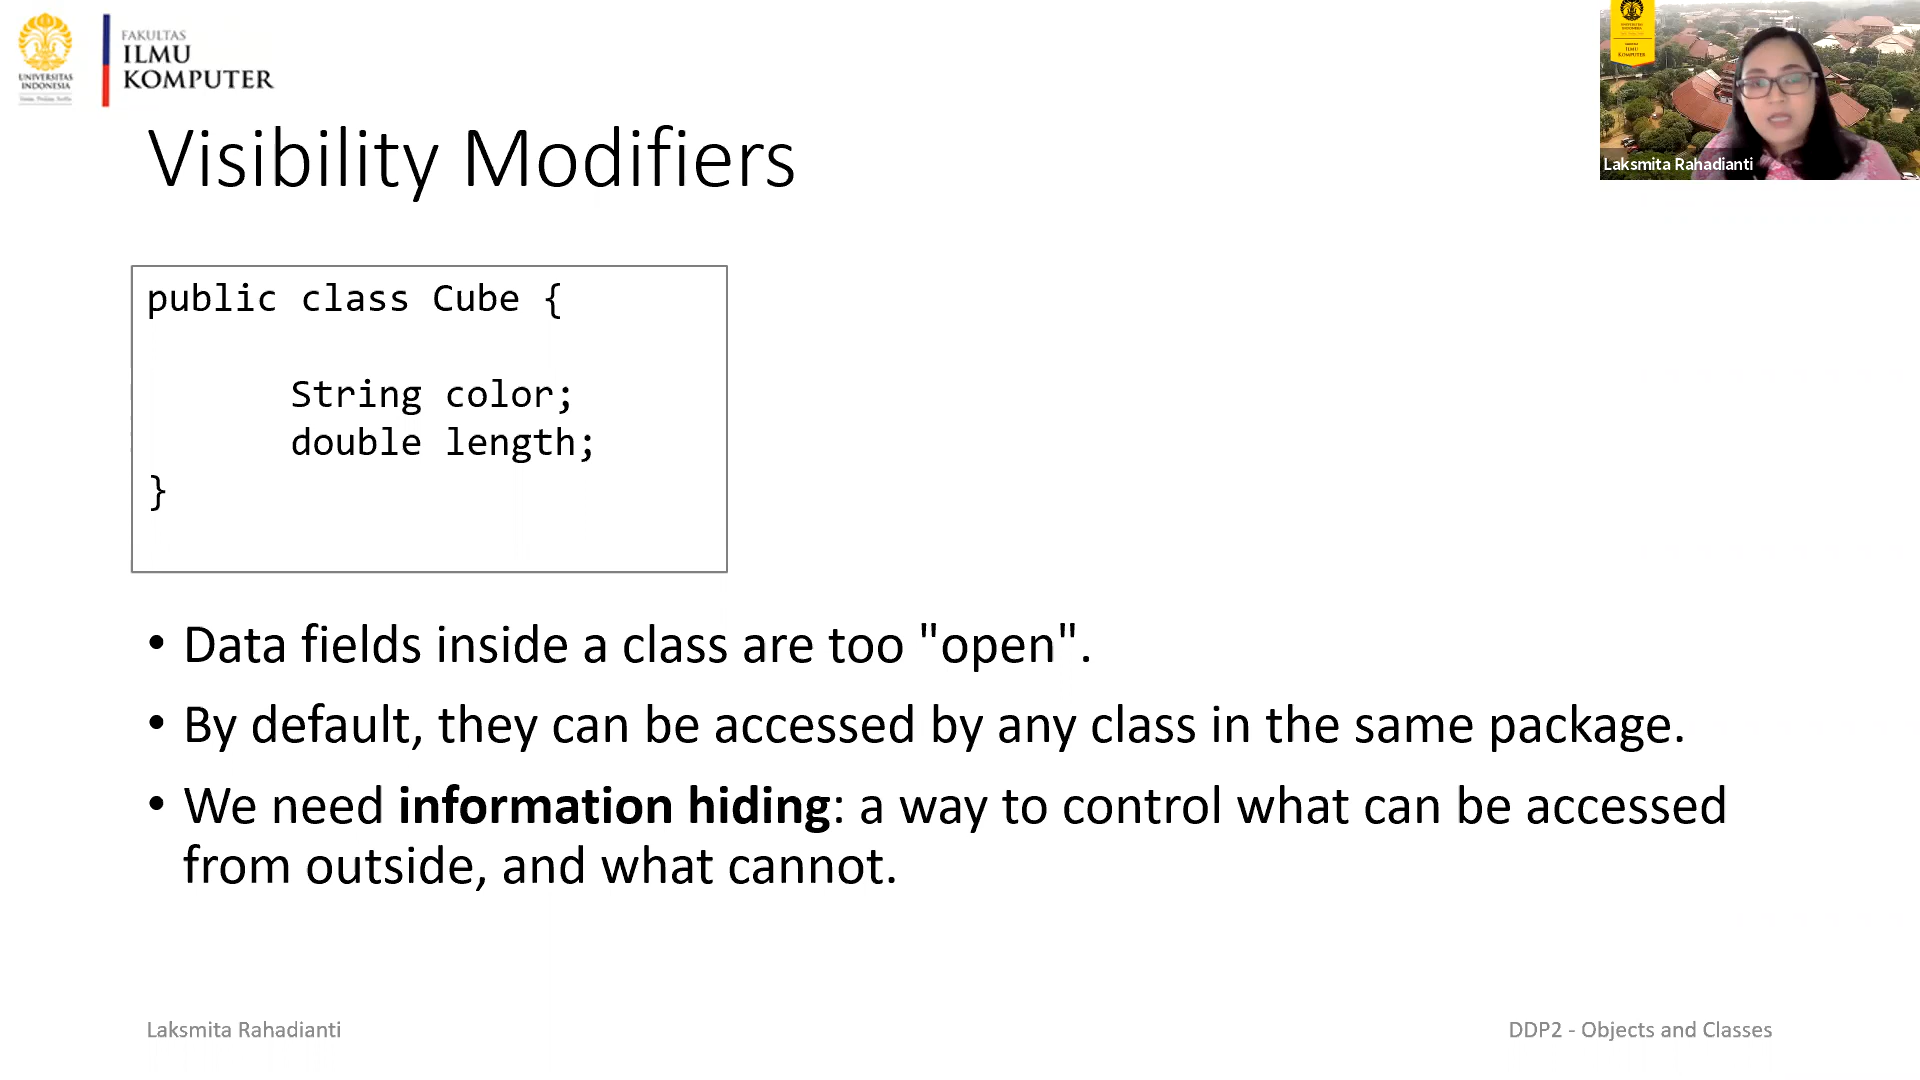 UNIVERSITAS
INDONESIA
FAKULTAS
ILMU
KOMPUTER
Laksmita Rahadianti
Visibility Modifiers
public class Cube {
String color;
double length;
}
• Data fields inside a class are too "open".
• By default, they can be accessed by any class in the same package.
• We need information hiding: a way to control what can be accessed
from outside, and what cannot.
Laksmita Rahadianti
DDP2 - Objects and Classes